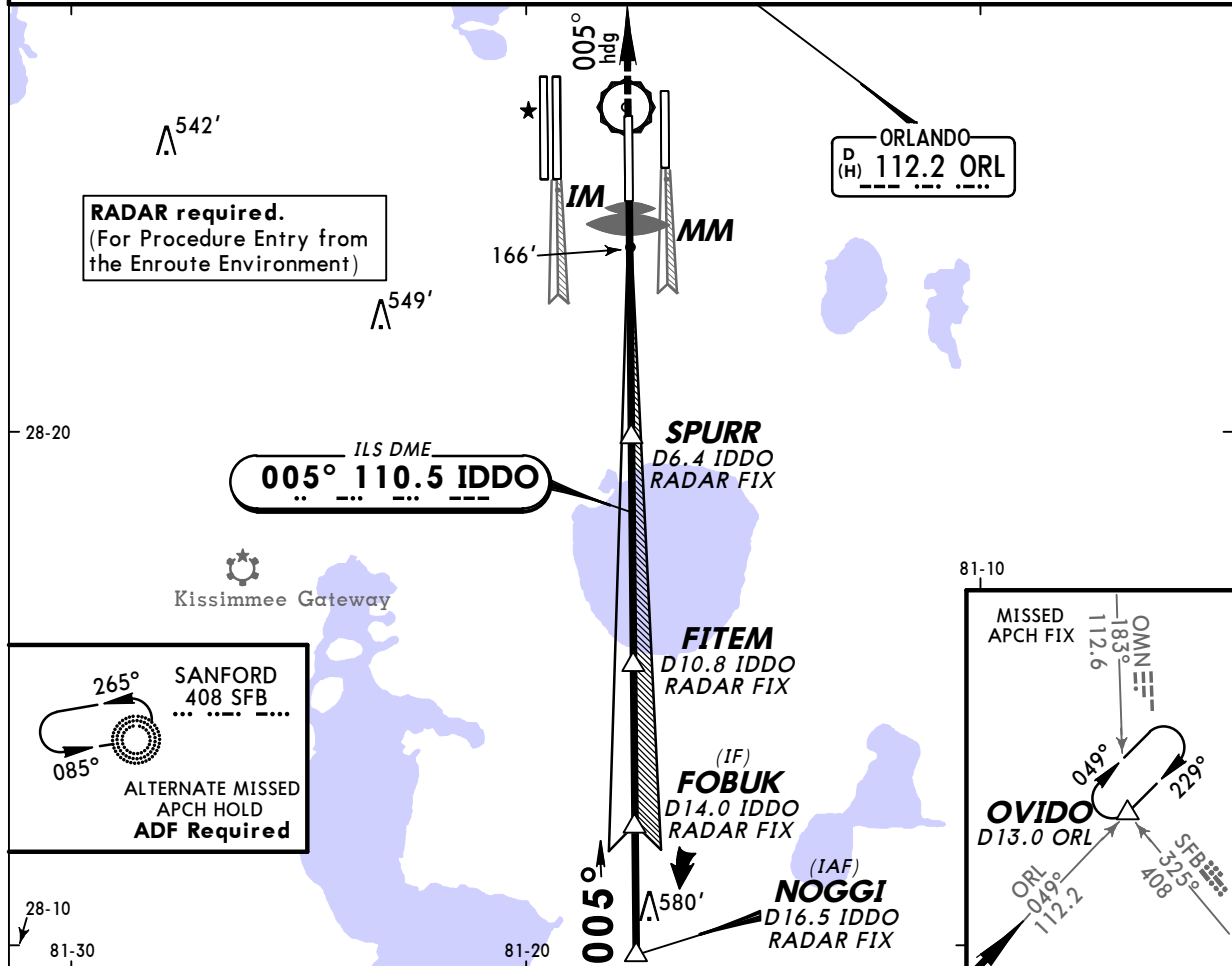 005°
hdg
542'
ORLANDO
D
(H) 112.2 ORL
RADAR required.
(For Procedure Entry from
the Enroute Environment)
IM
MM
166'
549'
28-20
SPURR
D6.4 IDDO
RADAR FIX
ILS DME
005° 110.5 IDDO
Kissimmee Gateway
81-10
FITEM
D10.8 IDDO
RADAR FIX
SANFORD
408 SFB
265°
085°
ALTERNATE MISSED
APCH HOLD
ADF Required
(IF)
FOBUK
D14.0 IDDO
RADAR FIX
(IAF)
NOGGI
D16.5 IDDO
RADAR FIX
580'
005°
MISSED
APCH FIX
OMN
183°
112.6
049°
229°
OVIDO
D13.0 ORL
ORL
049°
112.2
SFB
325°
408
28-10
81-30
81-20